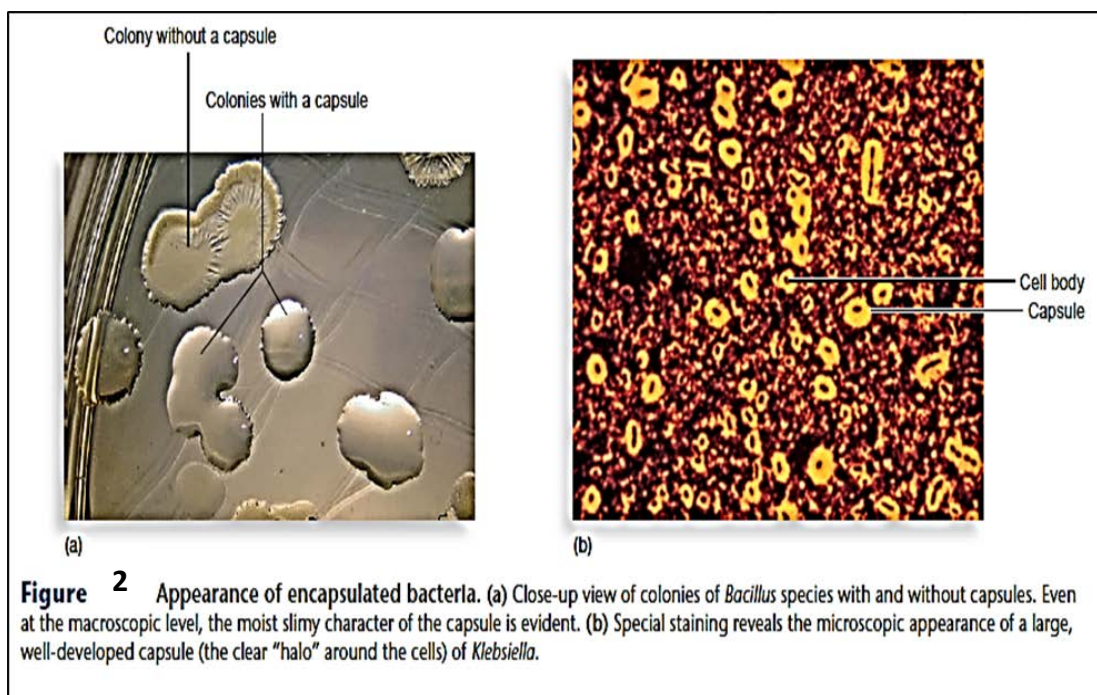 Colony without a capsule
Colonies with a capsule
(a)
Cell body
Capsule
(b)
Figure 2 Appearance of encapsulated bacteria. (a) Close-up view of colonies of Bacillus species with and without capsules. Even
at the macroscopic level, the moist slimy character of the capsule is evident. (b) Special staining reveals the microscopic appearance of a large,
well-developed capsule (the clear "halo" around the cells) of Klebsiella.